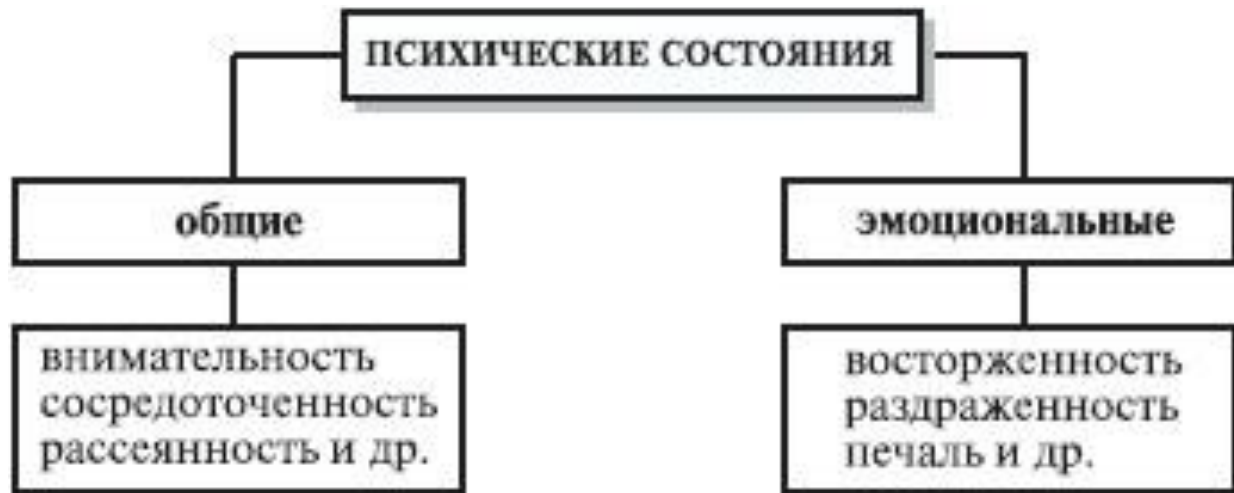 ПСИХИЧЕСКИЕ СОСТОЯНИЯ
общие
эмоциональные
внимательность
сосредоточенность
рассеянность и др.
восторженность
раздраженность
печаль и др.